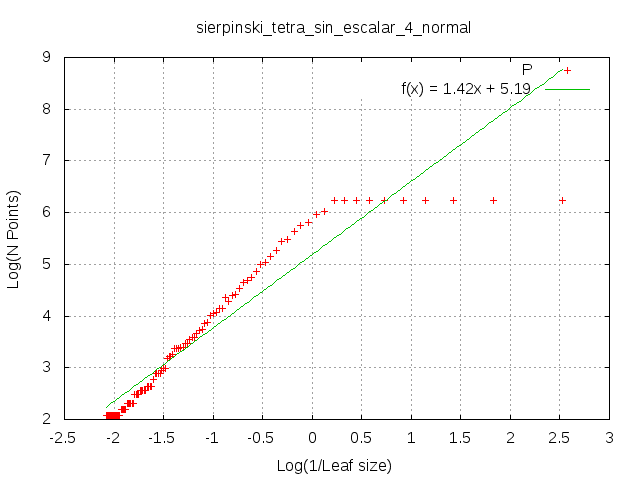 sierpinski_tetra_sin_escalar_4_normal
9
8
7
6
5
4
3
2
-2.5 -2 -1.5 -1 -0.5 0 0.5 1 1.5 2 2.5 3
Log(N Points)
Log(1/Leaf size)
P
f(x) = 1.42x + 5.19